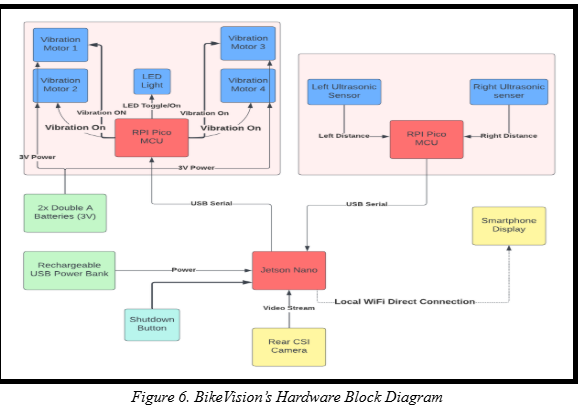 Vibration
Motor 1
Vibration
Motor 3
Vibration
Motor 2
LED
Light
Vibration
Motor 4
LED Toggle/On
Vibration ON
Vibration On
Vibration On
Vibration On
RPI Pico
MCU
3V Power
3V Power
Left Ultrasonic
Sensor
Right Ultrasonic
senser
Left Distance
RPI Pico
MCU
Right Distance
2x Double A
Batteries (3V)
USB Serial
USB Serial
Smartphone
Display
Rechargeable
USB Power Bank
Power
Jetson Nano
Local WiFi Direct Connection
Shutdown
Button
Video Stream
Rear CSI
Camera
Figure 6. BikeVision's Hardware Block Diagram